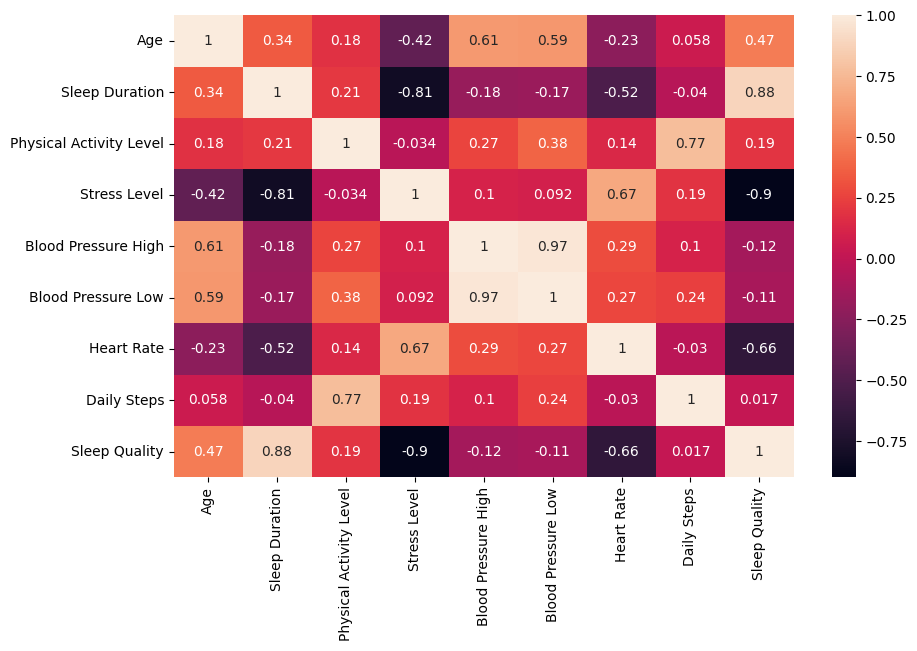 Age 1 0.34 0.18 -0.42 0.61 0.59 -0.23 0.058 0.47
Sleep Duration 0.34 1 0.21 -0.81 -0.18 -0.17 -0.52 -0.04 0.88
Physical Activity Level 0.18 0.21 1 -0.034 0.27 0.38 0.14 0.77 0.19
Stress Level -0.42 -0.81 -0.034 1 0.1 0.092 0.67 0.19 -0.9
Blood Pressure High 0.61 -0.18 0.27 0.1 1 0.97 0.29 0.1 -0.12
Blood Pressure Low 0.59 -0.17 0.38 0.092 0.97 1 0.27 0.24 -0.11
Heart Rate -0.23 -0.52 0.14 0.67 0.29 0.27 1 -0.03 -0.66
Daily Steps 0.058 -0.04 0.77 0.19 0.1 0.24 -0.03 1 0.017
Sleep Quality 0.47 0.88 0.19 -0.9 -0.12 -0.11 -0.66 0.017 1
Age
Sleep Duration
Physical Activity Level
Stress Level
Blood Pressure High
Blood Pressure Low
Heart Rate
Daily Steps
Sleep Quality
1.00
0.75
0.50
0.25
0.00
−0.25
−0.50
−0.75